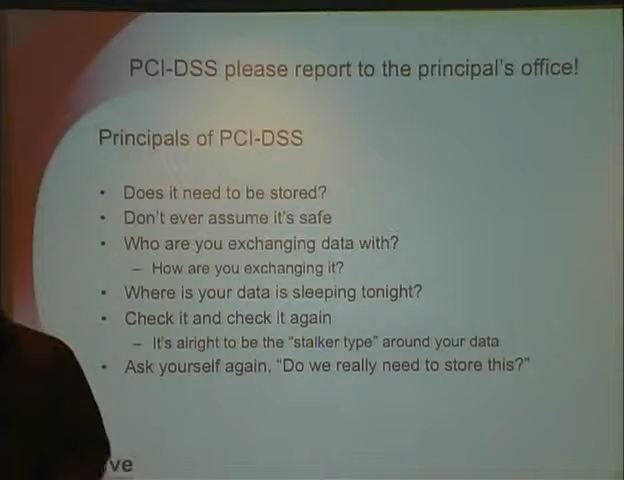 PCI-DSS please report to the principal's office!
Principals of PCI-DSS
• Does it need to be stored?
• Don't ever assume it's safe
• Who are you exchanging data with?
– How are you exchanging it?
• Where is your data is sleeping tonight?
• Check it and check it again
– It's alright to be the "stalker type" around your data
• Ask yourself again, "Do we really need to store this?"